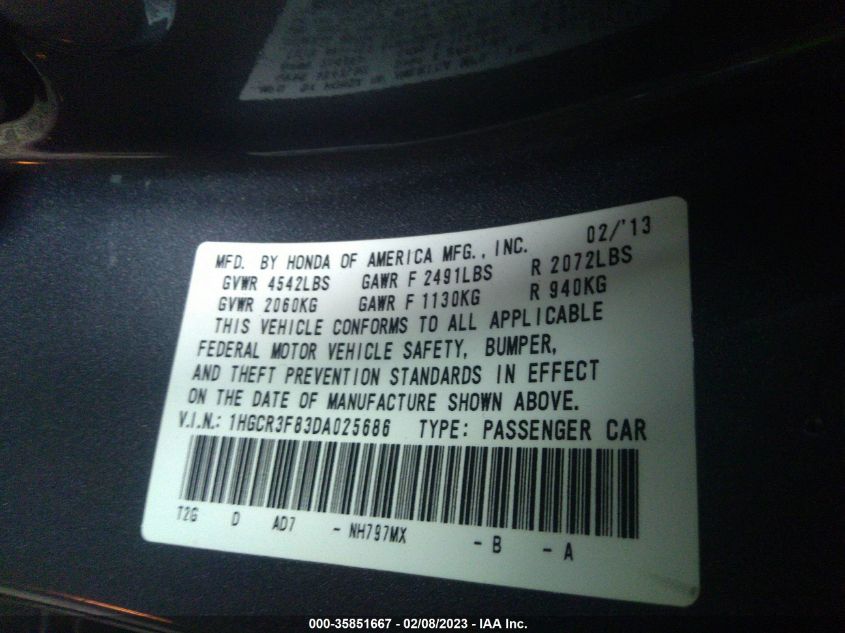 MFD. BY HONDA OF AMERICA MFG., INC. 02/'13
GVWR 4542LBS GAWR F 2491LBS R 2072LBS
GVWR 2060KG GAWR F 1130KG R 940KG
THIS VEHICLE CONFORMS TO ALL APPLICABLE
FEDERAL MOTOR VEHICLE SAFETY, BUMPER,
AND THEFT PREVENTION STANDARDS IN EFFECT
ON THE DATE OF MANUFACTURE SHOWN ABOVE.
V.I.N.: 1HGCR3F83DA025686 TYPE: PASSENGER CAR
T2G D AD7 - NH797MX - B - A
000-35851667 - 02/08/2023 - IAA Inc.